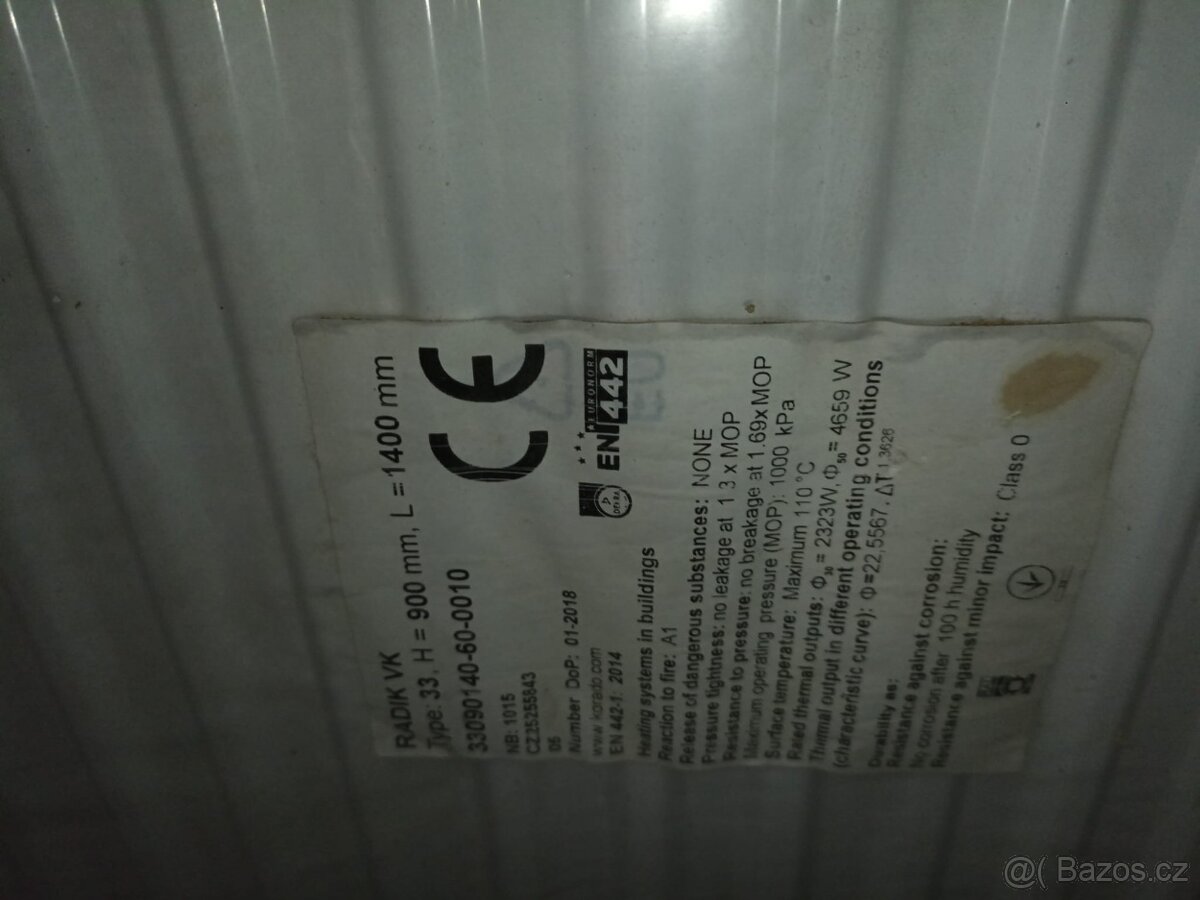 RADIK VK
Type: 33, H = 900 mm, L = 1400 mm
33090140-60-0010
CE
NB: 1015
CZ25255843
06
Number DoP: 01-2018
www.korado.com
EN 442-1: 2014
EURONORM
EN 442
Heating systems in buildings
Reaction to fire: A1
Release of dangerous substances: NONE
Pressure tightness: no leakage at 1.3 x MOP
Resistance to pressure: no breakage at 1.69x MOP
Maximum operating pressure (MOP): 1000 kPa
Surface temperature: Maximum 110 °C
Rated thermal outputs: Φ₃₀ = 2323W, Φ₅₀ = 4659 W
Thermal output in different operating conditions
(characteristic curve): Φ=22,5567 . ΔT 1,3626
Durability as:
Resistance against corrosion:
No corrosion after 100 h humidity
Resistance against minor impact: Class 0
@( Bazos.cz